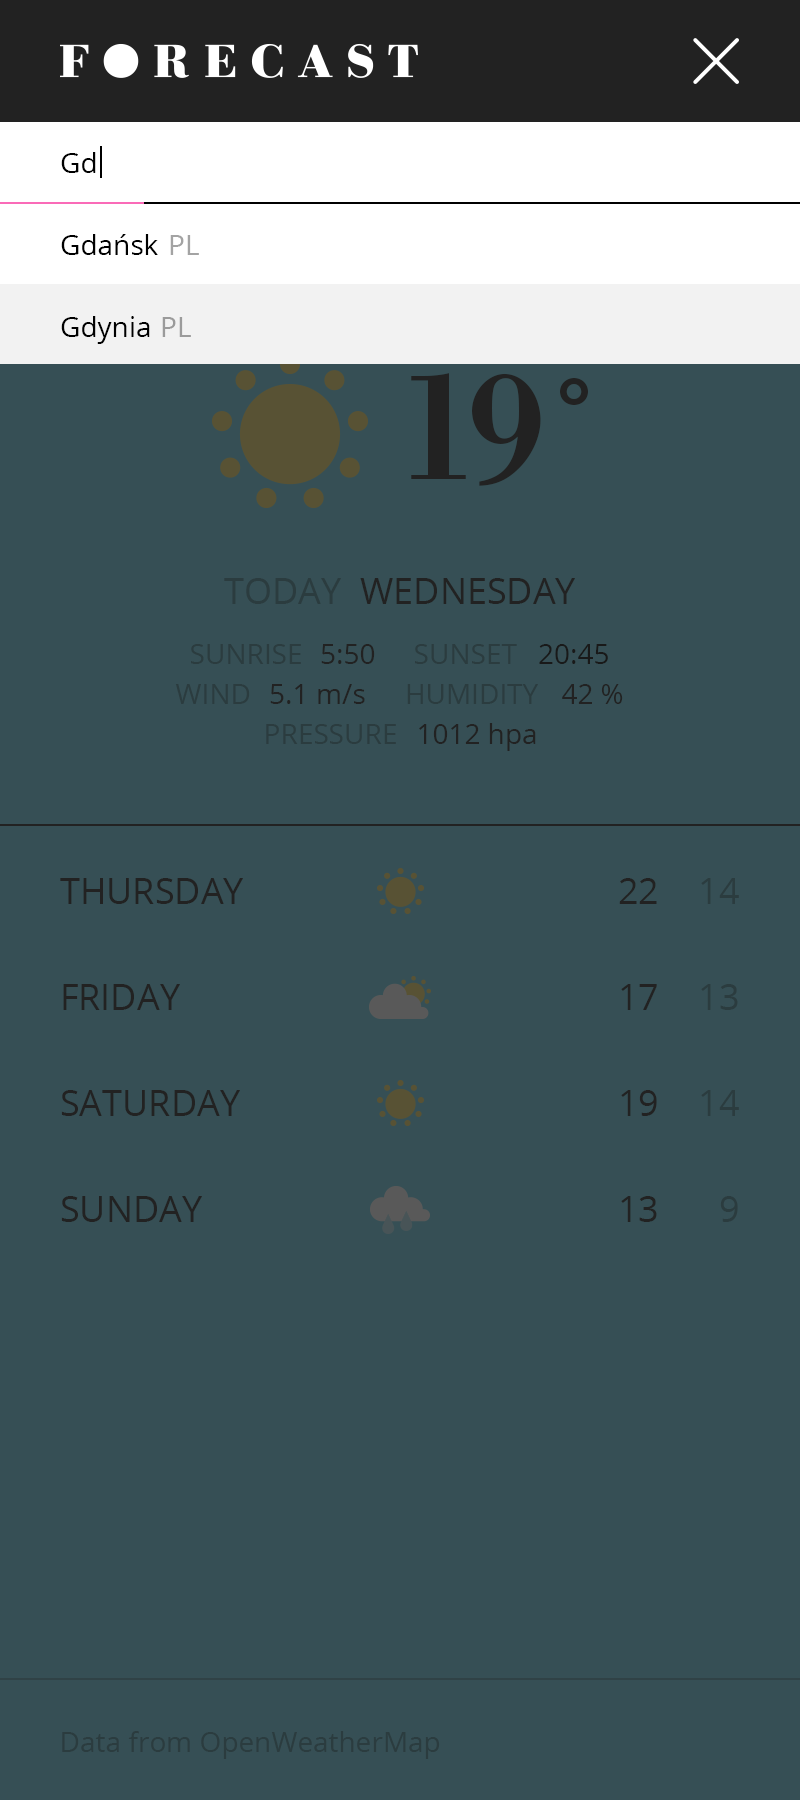 FORECAST
Gd
Gdańsk PL
Gdynia PL
19°
TODAY WEDNESDAY
SUNRISE 5:50 SUNSET 20:45
WIND 5.1 m/s HUMIDITY 42 %
PRESSURE 1012 hpa
THURSDAY 22 14
FRIDAY 17 13
SATURDAY 19 14
SUNDAY 13 9
Data from OpenWeatherMap